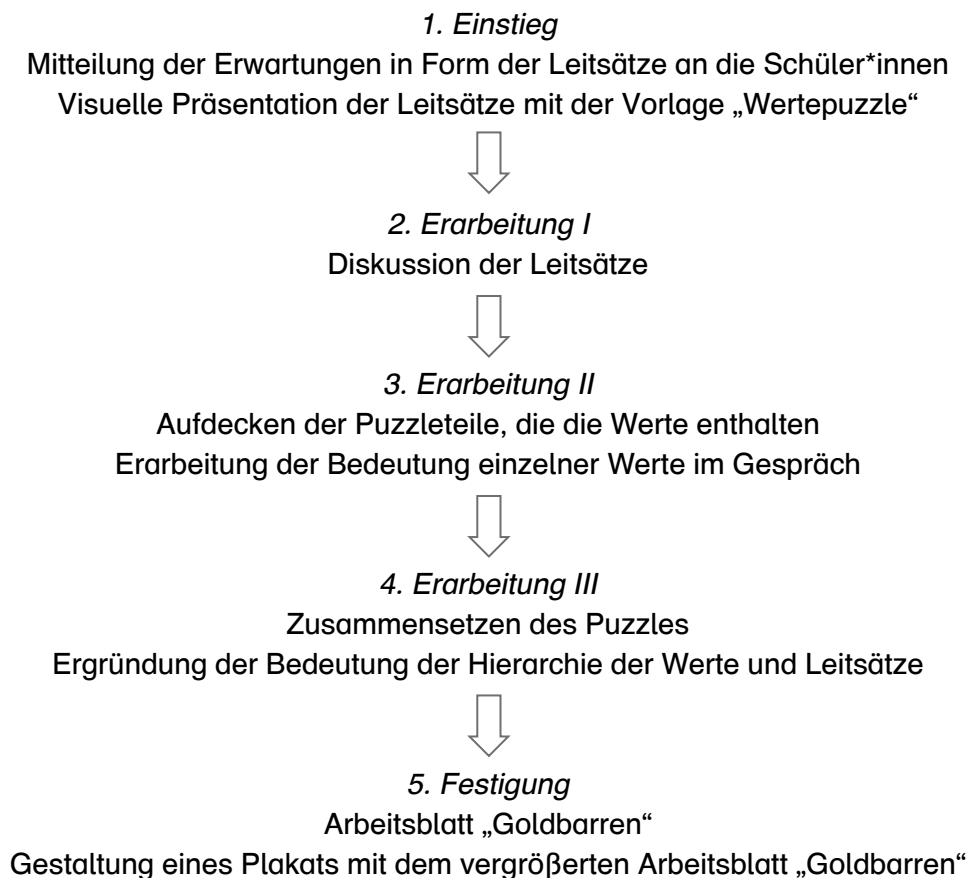 1. Einstieg
Mitteilung der Erwartungen in Form der Leitsätze an die Schüler*innen
Visuelle Präsentation der Leitsätze mit der Vorlage „Wertepuzzle“
2. Erarbeitung I
Diskussion der Leitsätze
3. Erarbeitung II
Aufdecken der Puzzleteile, die die Werte enthalten
Erarbeitung der Bedeutung einzelner Werte im Gespräch
4. Erarbeitung III
Zusammensetzen des Puzzles
Ergründung der Bedeutung der Hierarchie der Werte und Leitsätze
5. Festigung
Arbeitsblatt „Goldbarren“
Gestaltung eines Plakats mit dem vergrößerten Arbeitsblatt „Goldbarren“